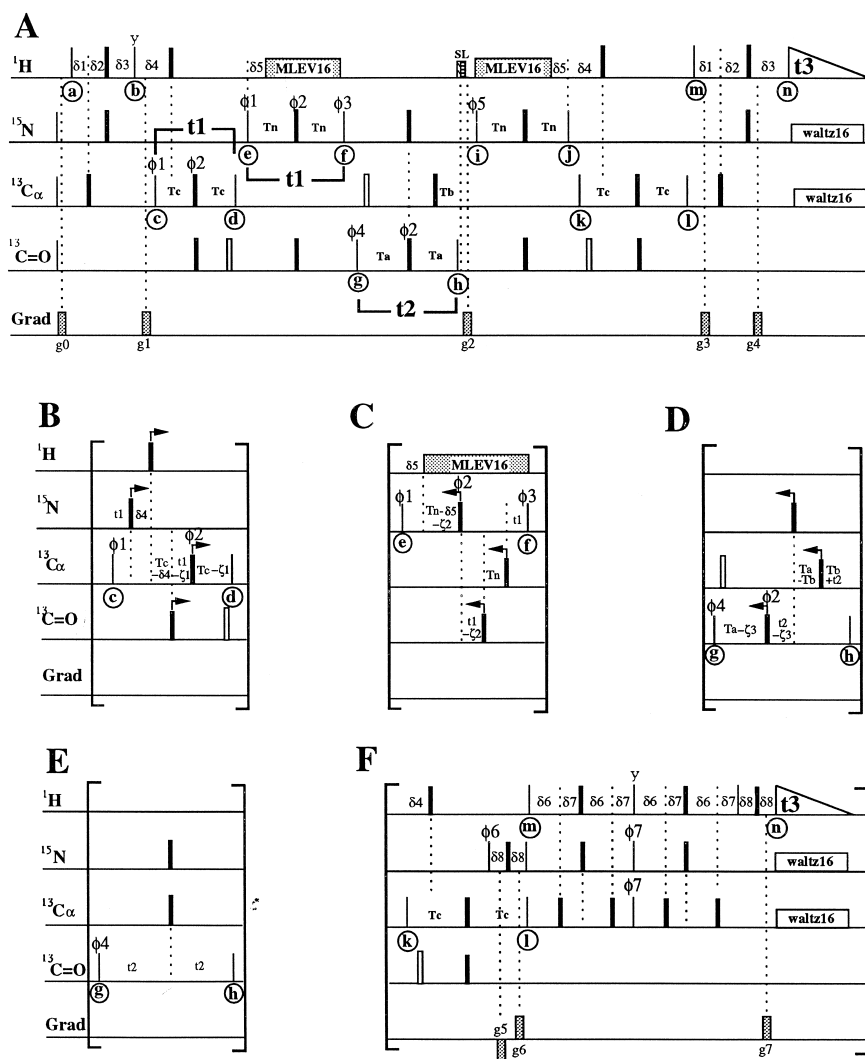 A
y
SL
¹H δ1 δ2 δ3 δ4 δ5 MLEV16 MLEV16 δ5 δ4 δ1 δ2 δ3 t3
a b m n
ϕ1 ϕ2 ϕ3 ϕ5
¹⁵N t1 Tn Tn Tn Tn waltz16
e f i j
ϕ1 ϕ2 t1
¹³Cα Tc Tc Tb Tc Tc waltz16
c d k l
ϕ4 ϕ2
¹³C=O Ta Ta
g h
t2
Grad
g0 g1 g2 g3 g4
B
¹H
¹⁵N t1 δ4
ϕ1 ϕ2
¹³Cα Tc -δ4 t1 -ζ1 Tc-ζ1
c d
¹³C=O
Grad
C
δ5 MLEV16
ϕ1 ϕ2 ϕ3
Tn-δ5 -ζ2 t1
e f
Tn
t1 -ζ2
D
Ta -Tb Tb +t2
ϕ4 ϕ2
Ta-ζ3 t2 -ζ3
g h
E
¹H
¹⁵N
¹³Cα
ϕ4
¹³C=O t2 t2
g h
Grad
F
y
δ4 δ6 δ7 δ6 δ7 δ6 δ7 δ6 δ7 δ8 δ8 t3
m n
ϕ6 ϕ7
δ8 δ8 waltz16
ϕ7
Tc Tc waltz16
k l
g5 g6 g7